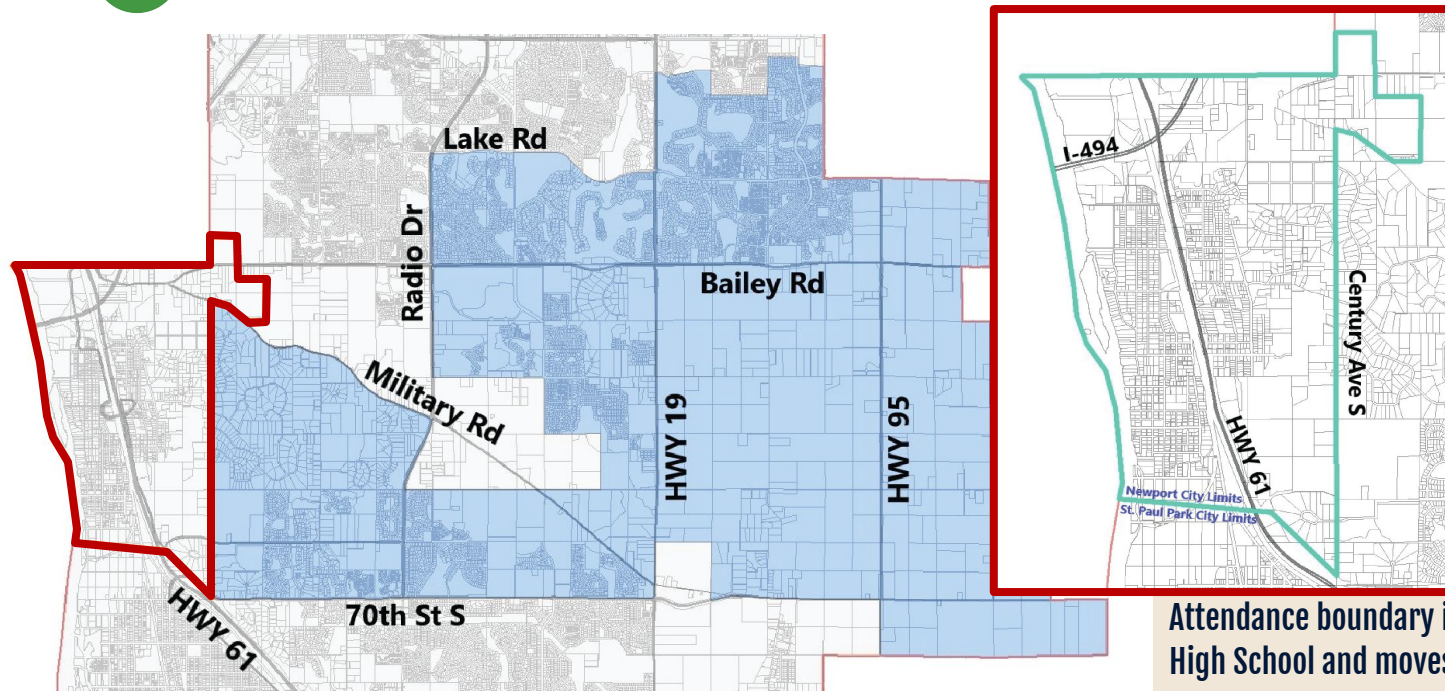 Lake Rd
Radio Dr
Bailey Rd
Military Rd
HWY 19
HWY 95
70th St S
HWY 61
I-494
Century Ave S
HWY 61
Newport City Limits
St. Paul Park City Limits
Attendance boundary
High School and moves